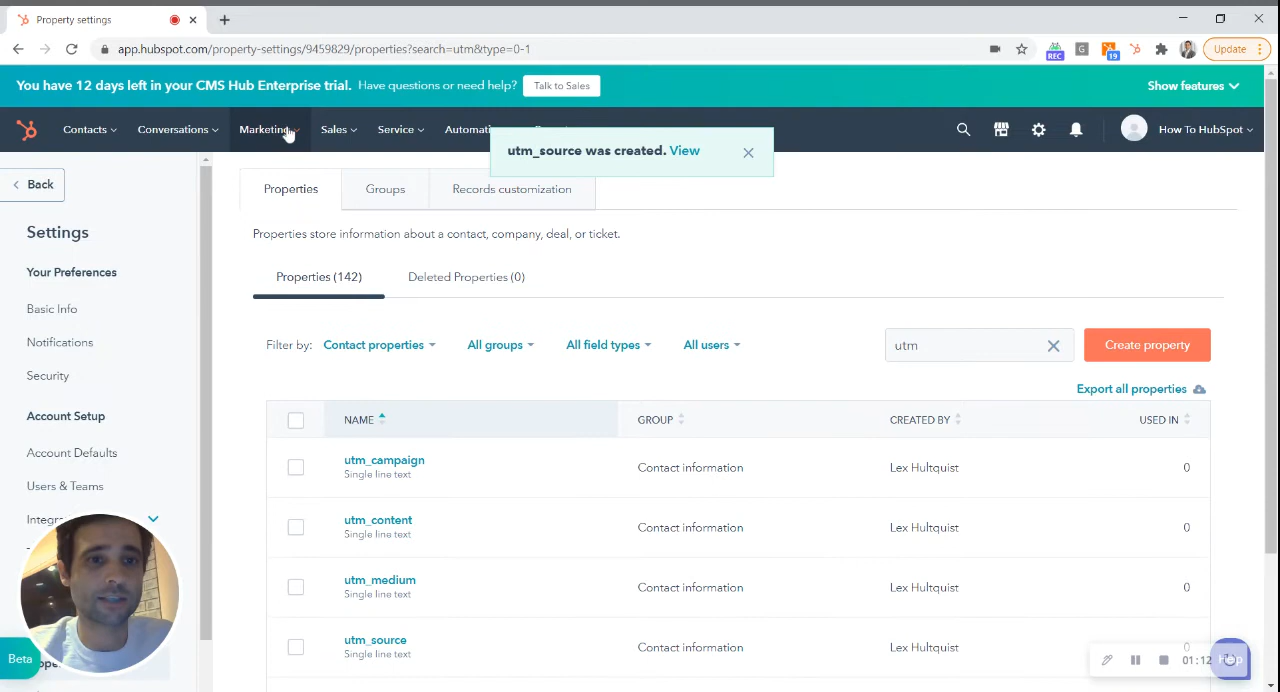 Property settings
app.hubspot.com/property-settings/9459829/properties?search=utm&type=0-1
REC
G
19
Update
You have 12 days left in your CMS Hub Enterprise trial. Have questions or need help? Talk to Sales
Show features
Contacts Conversations Marketing Sales Service
How To HubSpot
utm_source was created. View
Back
Properties Groups Records customization
Settings
Properties store information about a contact, company, deal, or ticket.
Your Preferences
Properties (142) Deleted Properties (0)
Basic Info
Notifications
Filter by: Contact properties All groups All field types All users
utm
Create property
Security
Export all properties
Account Setup
NAME GROUP CREATED BY USED IN
Account Defaults
utm_campaign Contact information Lex Hultquist 0
Single line text
Users & Teams
utm_content Contact information Lex Hultquist 0
Single line text
utm_medium Contact information Lex Hultquist 0
Single line text
utm_source Contact information Lex Hultquist 0
Single line text
Beta
01:12
Help